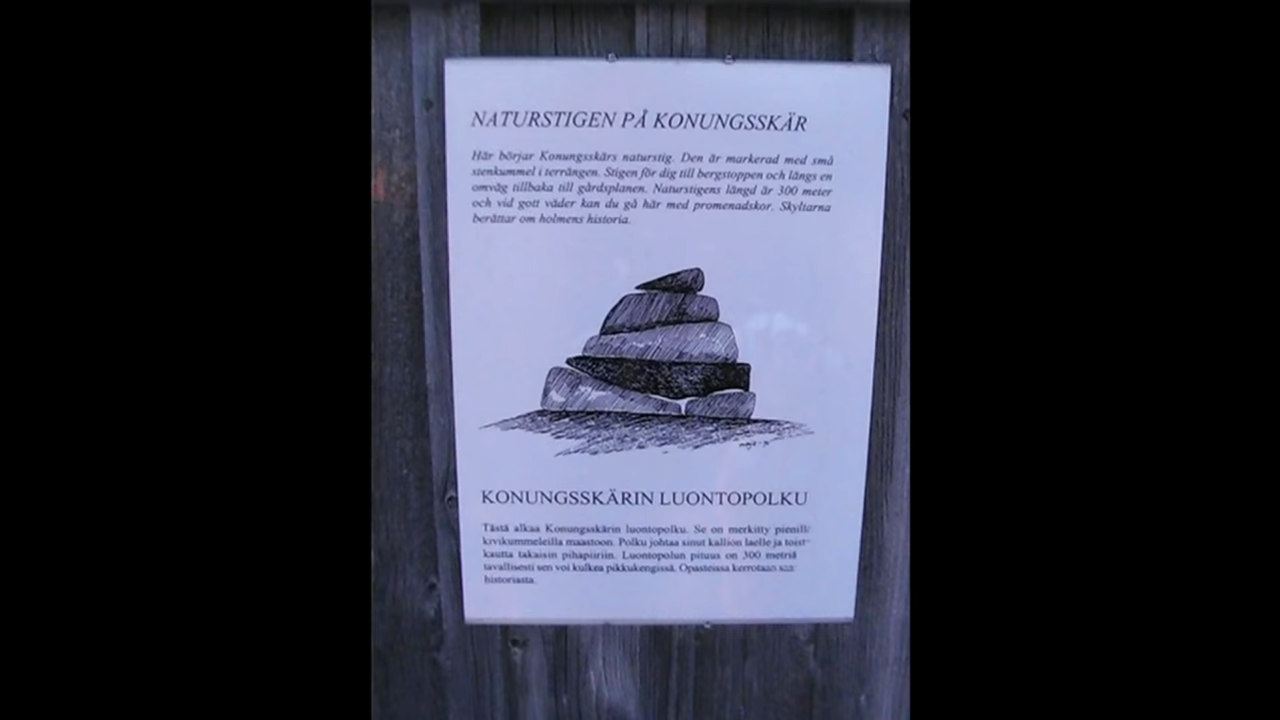 NATURSTIGEN PÅ KONUNGSSKÄR
Här börjar Konungsskärs naturstig. Den är markerad med små
stenkummel i terrängen. Stigen för dig till bergstoppen och längs en
omväg tillbaka till gårdsplanen. Naturstigens längd är 300 meter
och vid gott väder kan du gå här med promenadskor. Skyltarna
berättar om holmens historia.
KONUNGSSKÄRIN LUONTOPOLKU
Tästä alkaa Konungsskärin luontopolku. Se on merkitty
kivikummeleilla maastoon. Polku johtaa sinut kallion laelle ja
kautta takaisin pihapiiriin. Luontopolun pituus on 300 metriä
tavallisesti sen voi kulkea pikkukengissä. Opasteissa kerrotaan
historiasta.